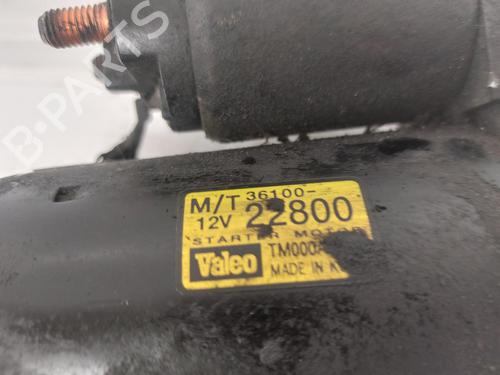 B-PARTS
M/T 36100-
12V 22800
STARTER MOTOR
Valeo
MADE IN